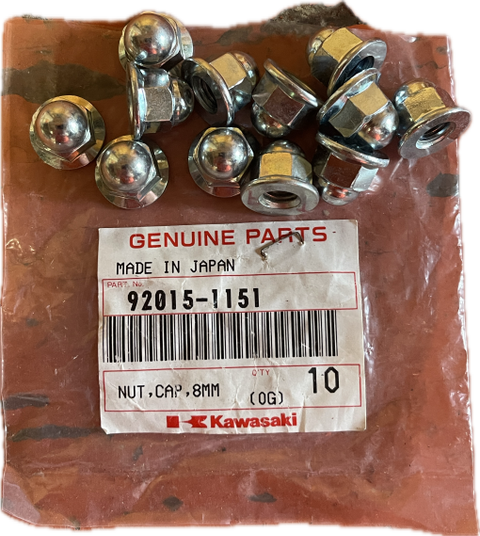 GENUINE PARTS
MADE IN JAPAN
PART. No.
92015-1151
Q'TY
NUT,CAP,8MM (OG) 10
Kawasaki